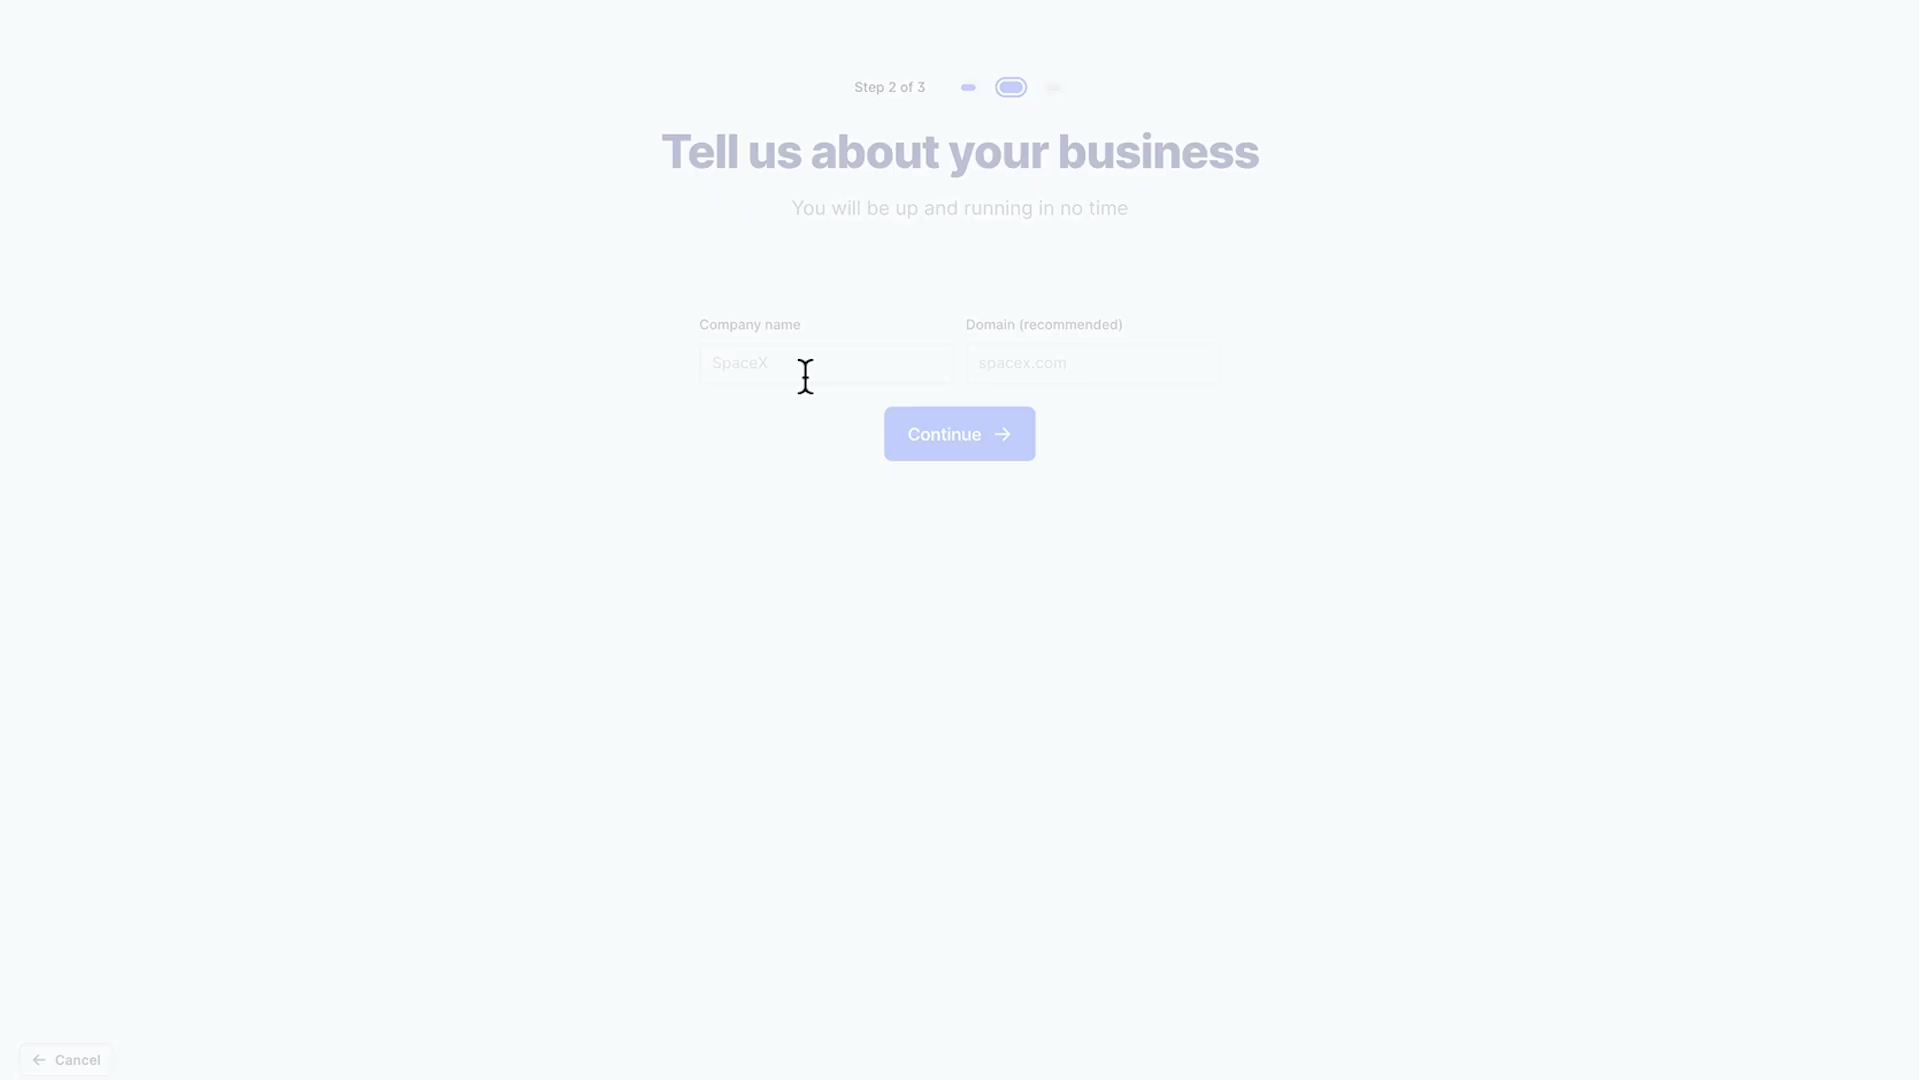 Step 2 of 3
Tell us about your business
You will be up and running in no time
Company name
Domain (recommended)
SpaceX
spacex.com
Continue
Cancel